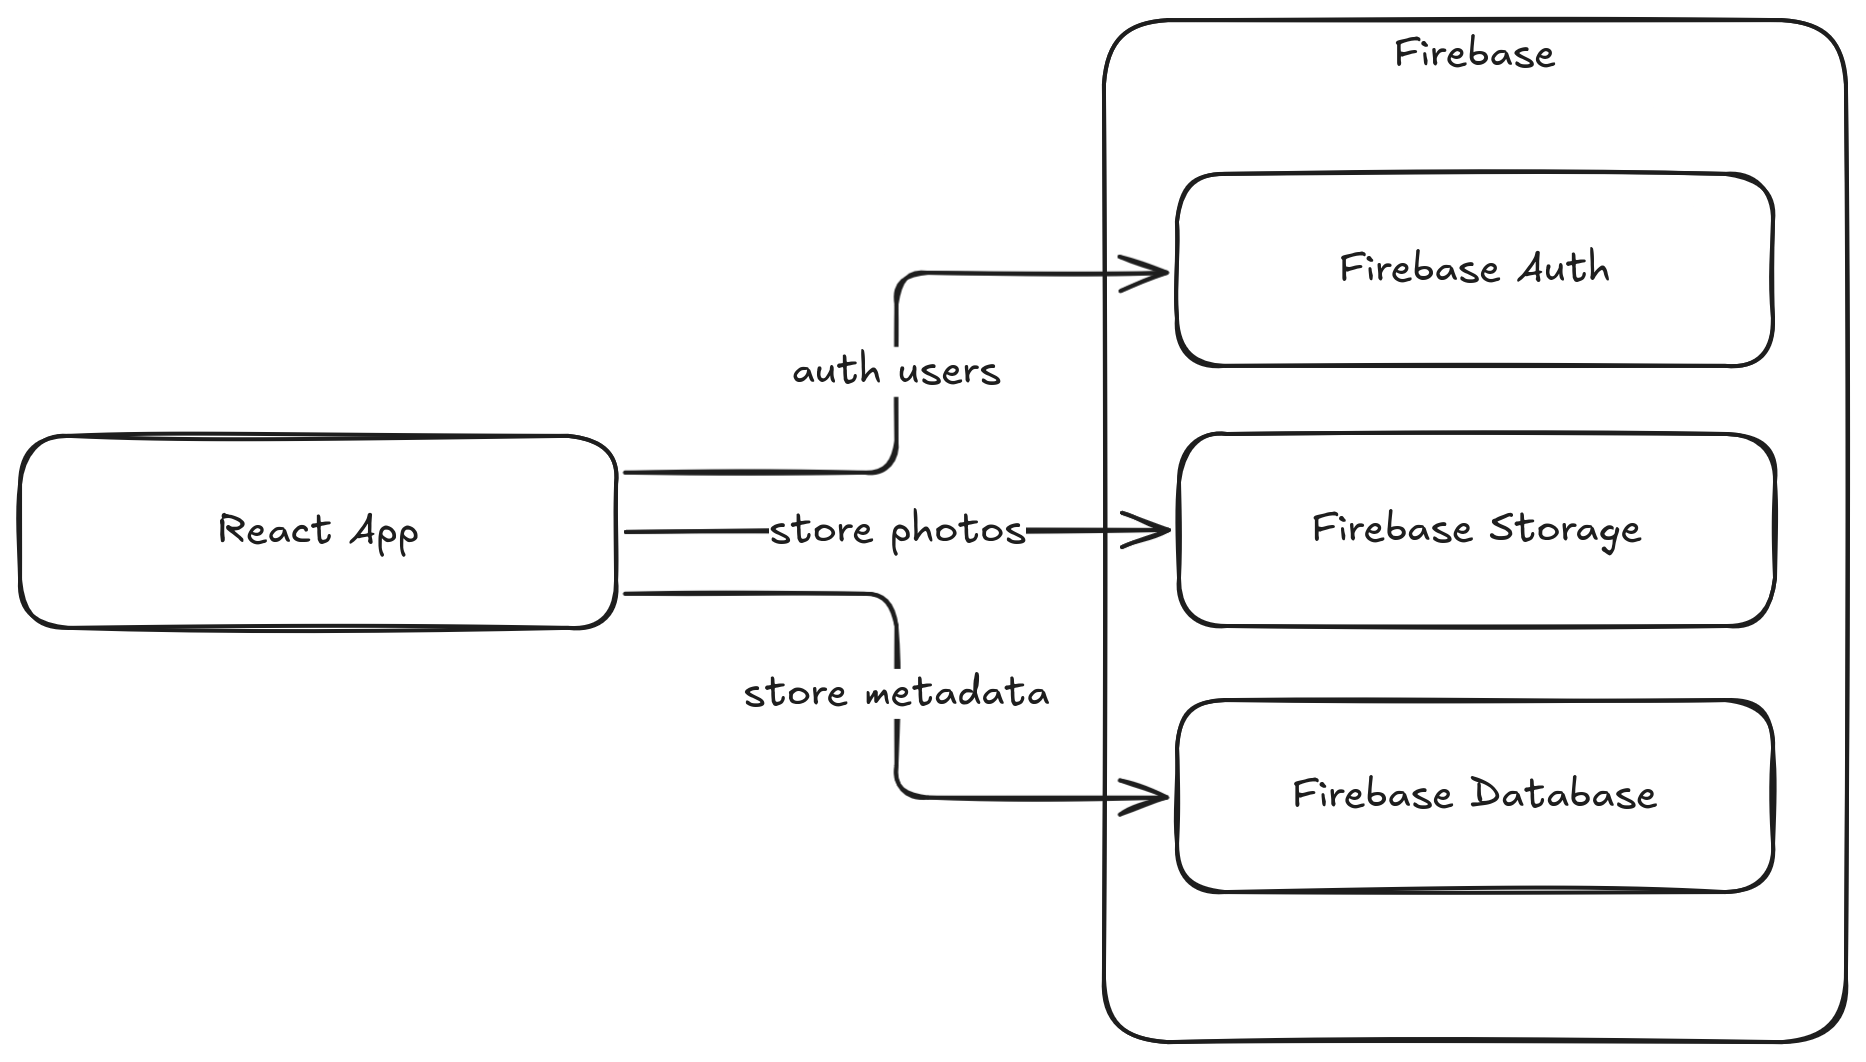 Firebase
Firebase Auth
auth users
React App
store photos
Firebase Storage
store metadata
Firebase Database